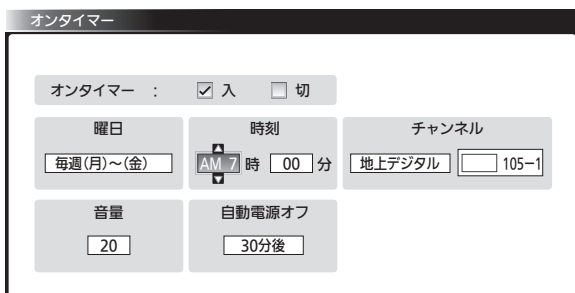 オンタイマー
オンタイマー : 入 切
曜日 時刻 チャンネル
毎週(月)~(金) AM 7 時 00 分 地上デジタル 105-1
音量 自動電源オフ
20 30分後